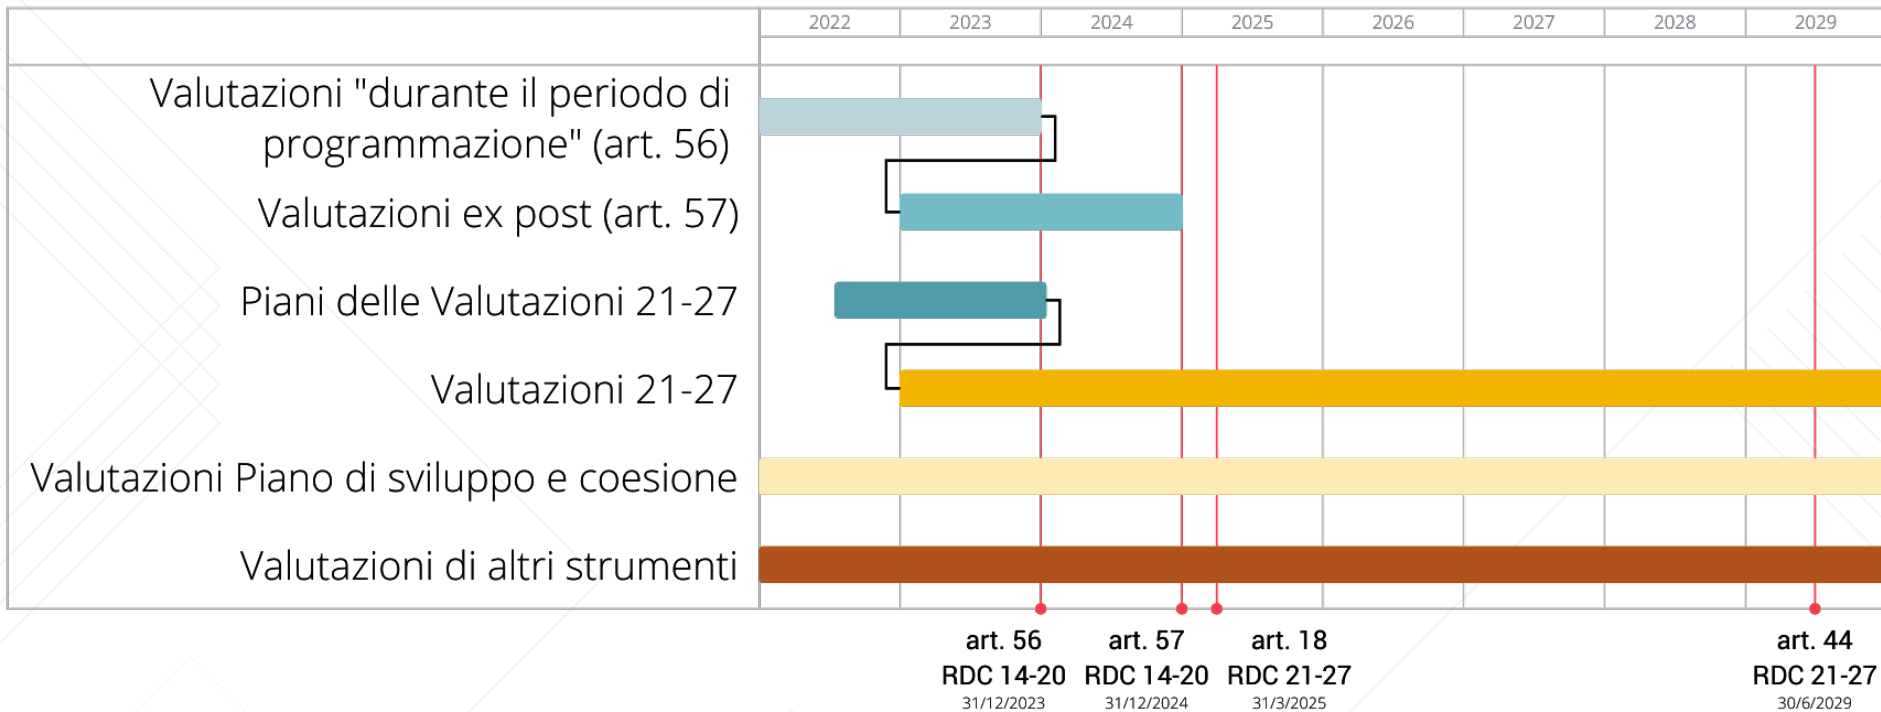 2022 2023 2024 2025 2026 2027 2028 2029
Valutazioni "durante il periodo di
programmazione" (art. 56)
Valutazioni ex post (art. 57)
Piani delle Valutazioni 21-27
Valutazioni 21-27
Valutazioni Piano di sviluppo e coesione
Valutazioni di altri strumenti
art. 56
RDC 14-20
31/12/2023
art. 57
RDC 14-20
31/12/2024
art. 18
RDC 21-27
31/3/2025
art. 44
RDC 21-27
30/6/2029